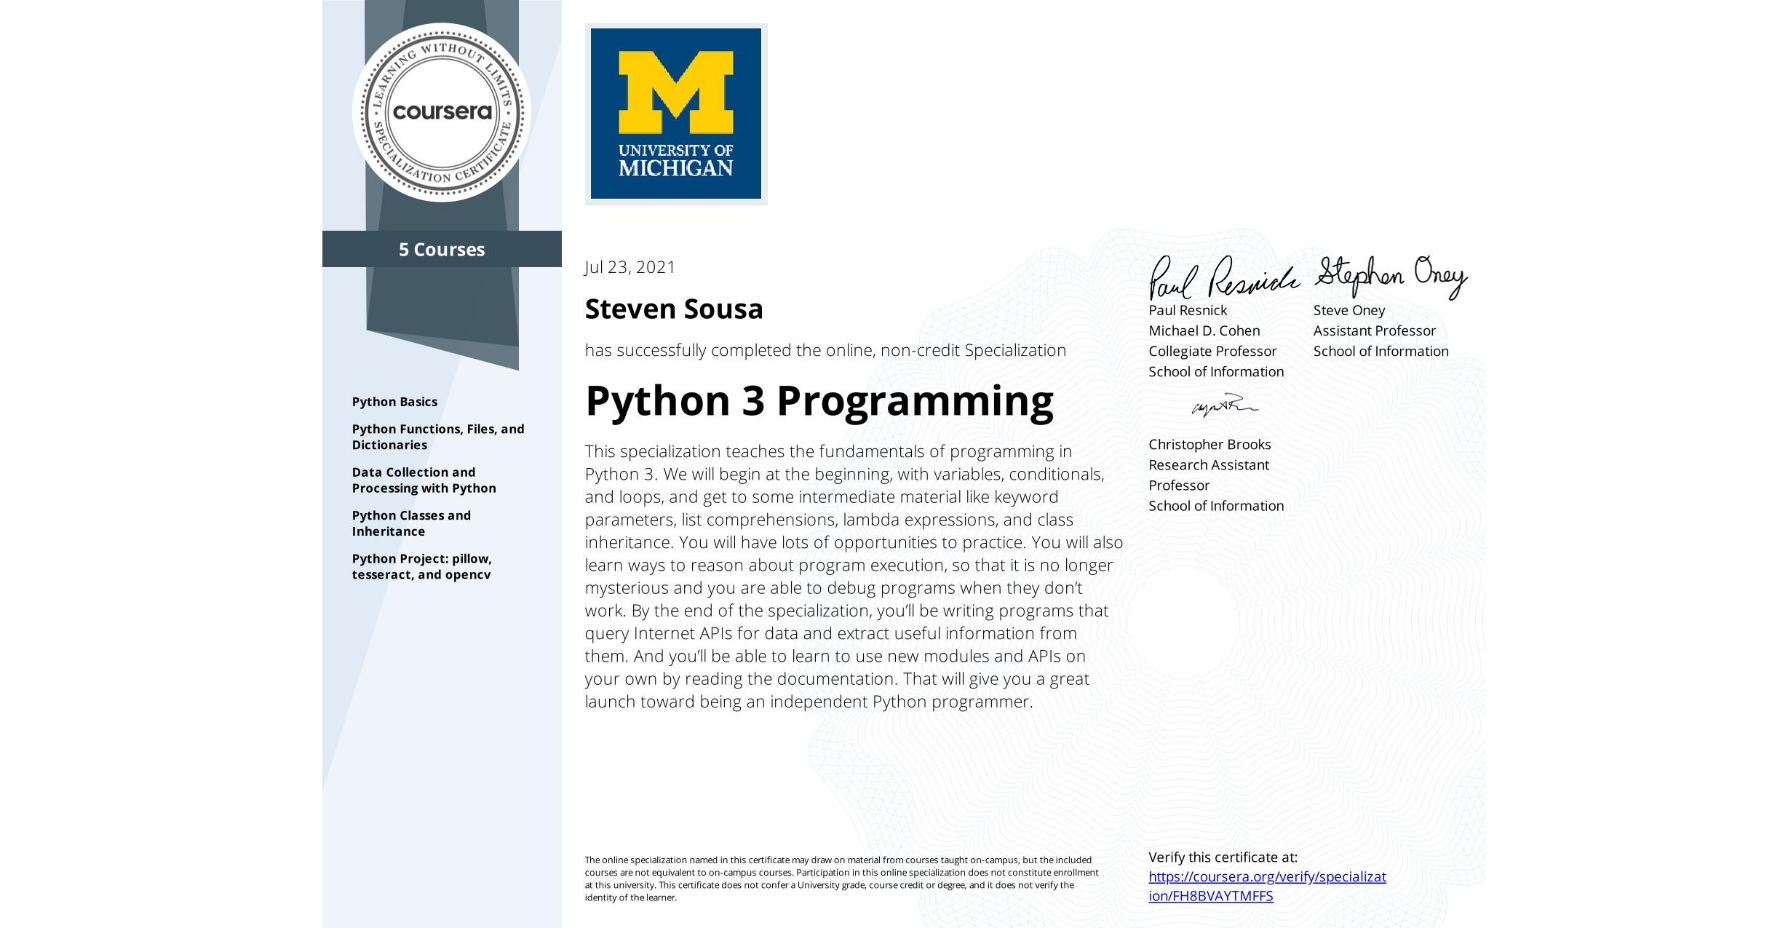 LEARNING WITHOUT LIMITS
coursera
SPECIALIZATION CERTIFICATE
5 Courses
Python Basics
Python Functions, Files, and
Dictionaries
Data Collection and
Processing with Python
Python Classes and
Inheritance
Python Project: pillow,
tesseract, and opencv
M
UNIVERSITY OF
MICHIGAN
Jul 23, 2021
Steven Sousa
has successfully completed the online, non-credit Specialization
Python 3 Programming
This specialization teaches the fundamentals of programming in
Python 3. We will begin at the beginning, with variables, conditionals,
and loops, and get to some intermediate material like keyword
parameters, list comprehensions, lambda expressions, and class
inheritance. You will have lots of opportunities to practice. You will also
learn ways to reason about program execution, so that it is no longer
mysterious and you are able to debug programs when they don’t
work. By the end of the specialization, you’ll be writing programs that
query Internet APIs for data and extract useful information from
them. And you’ll be able to learn to use new modules and APIs on
your own by reading the documentation. That will give you a great
launch toward being an independent Python programmer.
Paul Resnick
Paul Resnick
Michael D. Cohen
Collegiate Professor
School of Information
Stephen Oney
Steve Oney
Assistant Professor
School of Information
Christopher Brooks
Research Assistant
Professor
School of Information
The online specialization named in this certificate may draw on material from courses taught on-campus, but the included
courses are not equivalent to on-campus courses. Participation in this online specialization does not constitute enrollment
at this university. This certificate does not confer a University grade, course credit or degree, and it does not verify the
identity of the learner.
Verify this certificate at:
https://coursera.org/verify/specializat
ion/FH8BVAYTMFFS